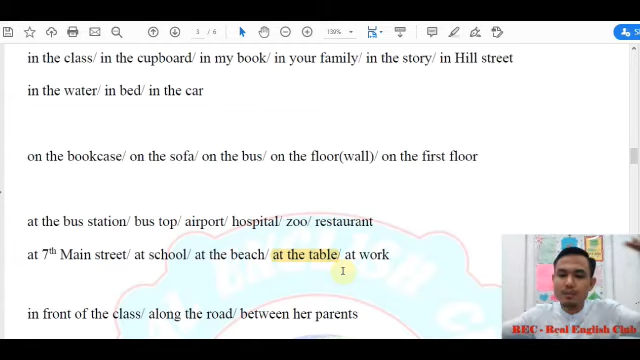 3 / 6
139%
in the class/ in the cupboard/ in my book/ in your family/ in the story/ in Hill street
in the water/ in bed/ in the car
on the bookcase/ on the sofa/ on the bus/ on the floor(wall)/ on the first floor
at the bus station/ bus top/ airport/ hospital/ zoo/ restaurant
at 7th Main street/ at school/ at the beach/ at the table/ at work
in front of the class/ along the road/ between her parents
BEC - Real English Club